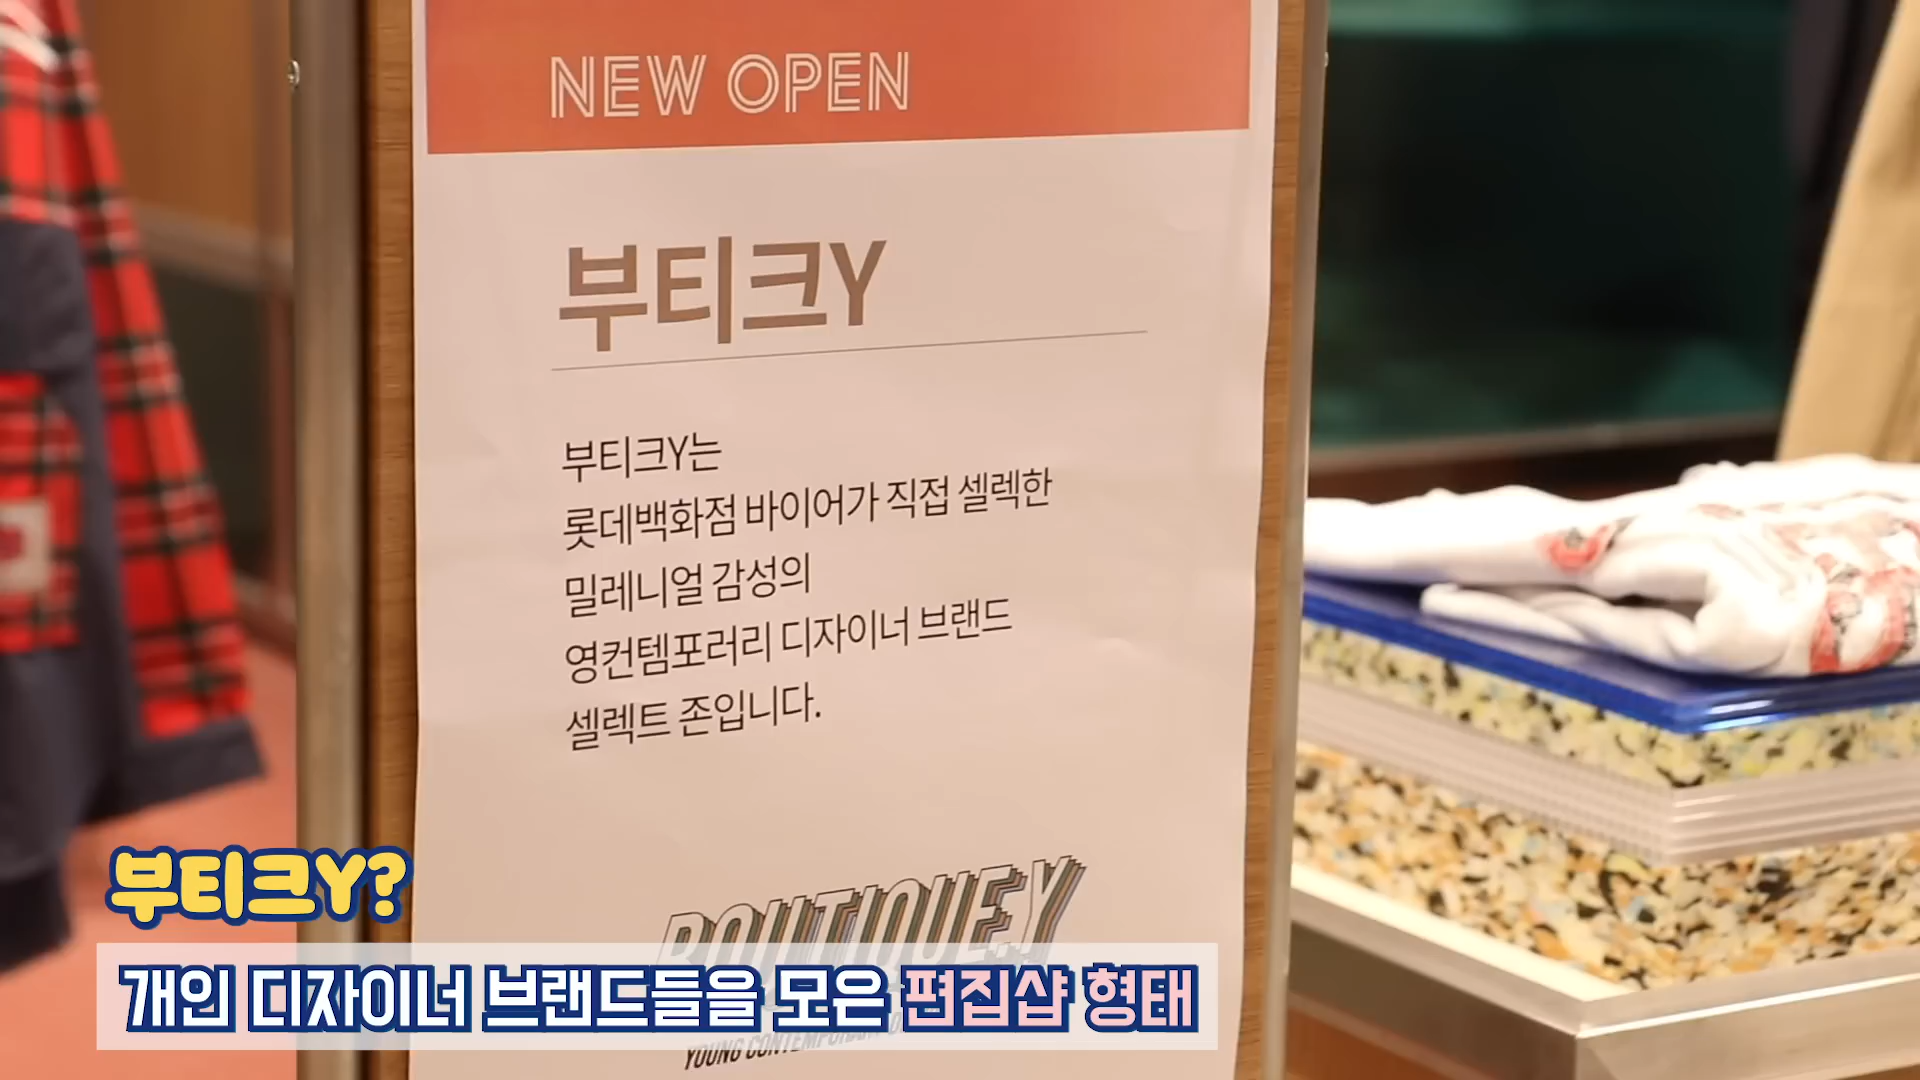 NEW OPEN
부티크Y
부티크Y는
롯데백화점 바이어가 직접 셀렉한
밀레니얼 감성의
영컨템포러리 디자이너 브랜드
셀렉트 존입니다.
BOUTIQUE.Y
YOUNG CONTEMPORARY
부티크Y?
개인 디자이너 브랜드들을 모은 편집샵 형태